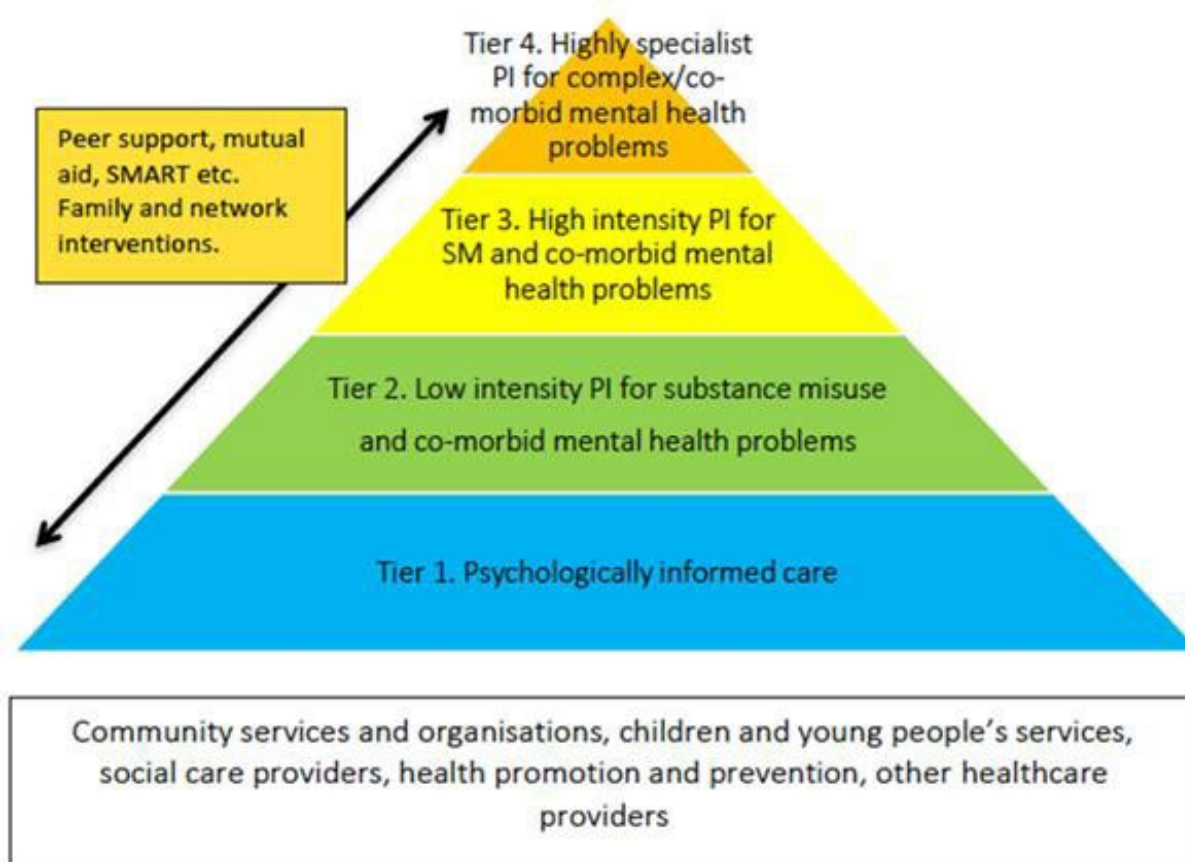 Tier 4. Highly specialist
PI for complex/co-
morbid mental health
problems
Peer support, mutual
aid, SMART etc.
Family and network
interventions.
Tier 3. High intensity PI for
SM and co-morbid mental
health problems
Tier 2. Low intensity PI for substance misuse
and co-morbid mental health problems
Tier 1. Psychologically informed care
Community services and organisations, children and young people’s services,
social care providers, health promotion and prevention, other healthcare
providers